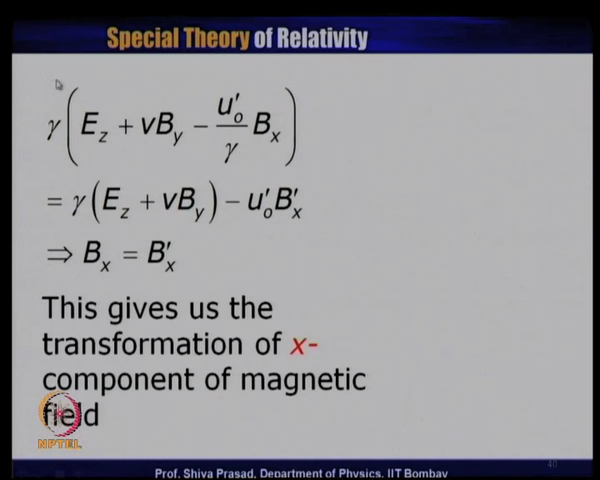 Special Theory of Relativity
γ(E_z + vB_y − u'_o/γ B_x)
= γ(E_z + vB_y) − u'_o B'_x
⇒ B_x = B'_x
This gives us the
transformation of x-
component of magnetic
field
NPTEL
40
Prof. Shiva Prasad, Department of Physics, IIT Bombay